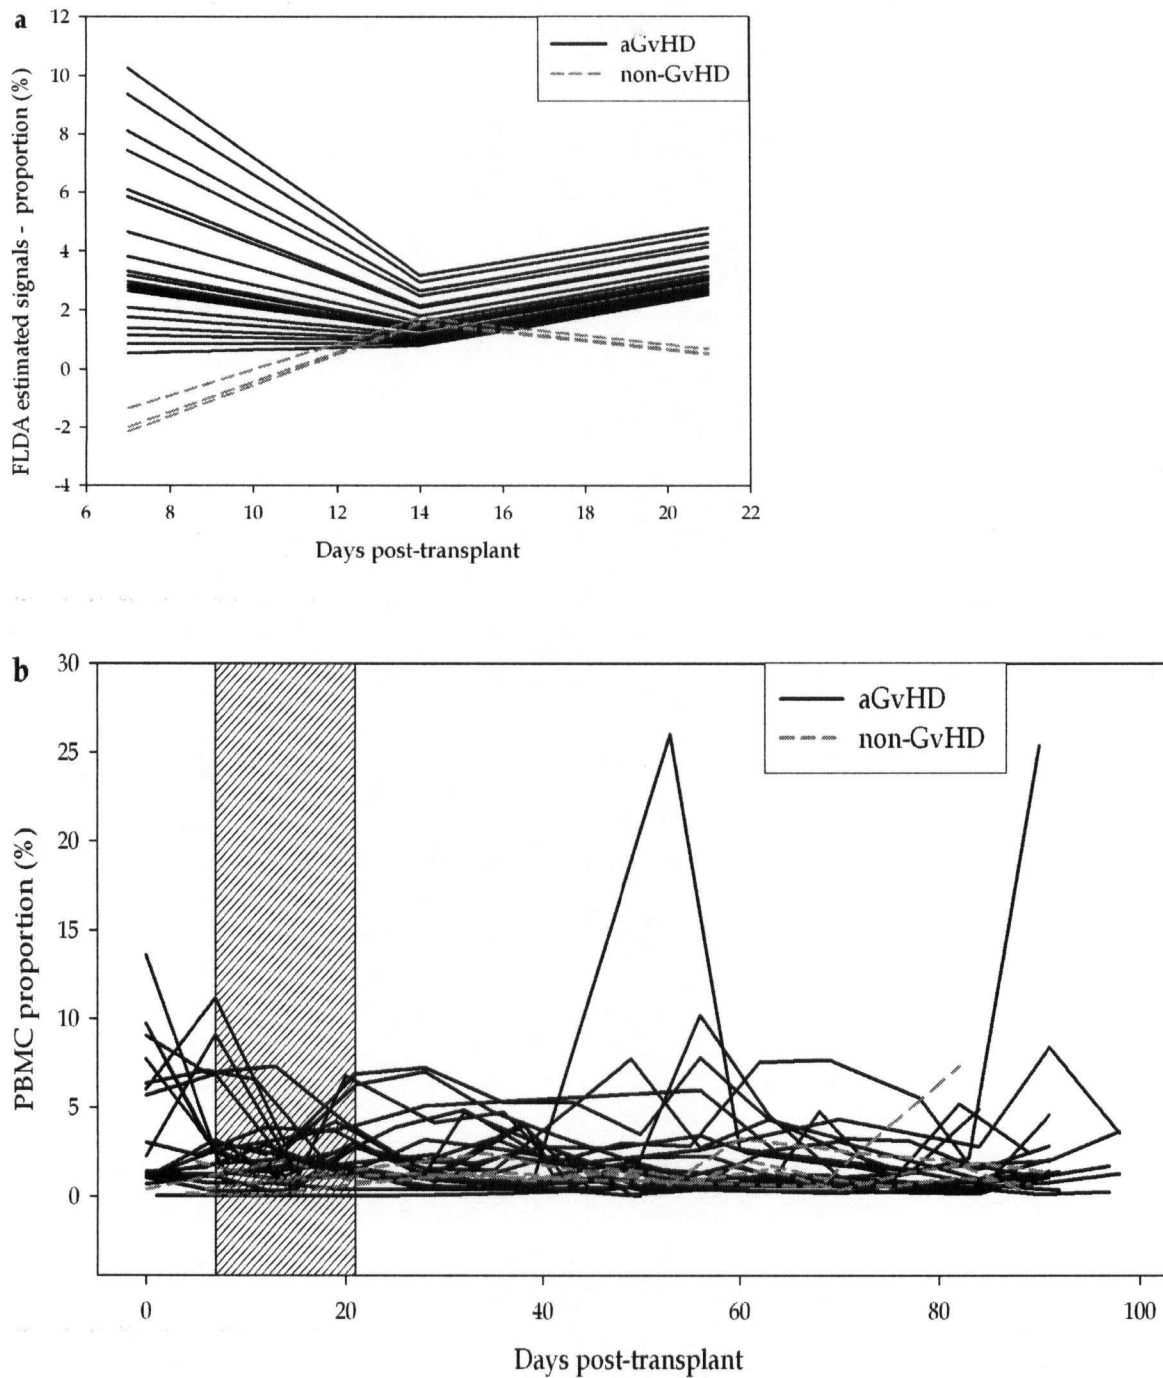 a
FLDA estimated signals - proportion (%)
12
10
8
6
4
2
0
-2
-4
aGvHD
non-GvHD
6 8 10 12 14 16 18 20 22
Days post-transplant
b
PBMC proportion (%)
30
25
20
15
10
5
0
aGvHD
non-GvHD
0 20 40 60 80 100
Days post-transplant